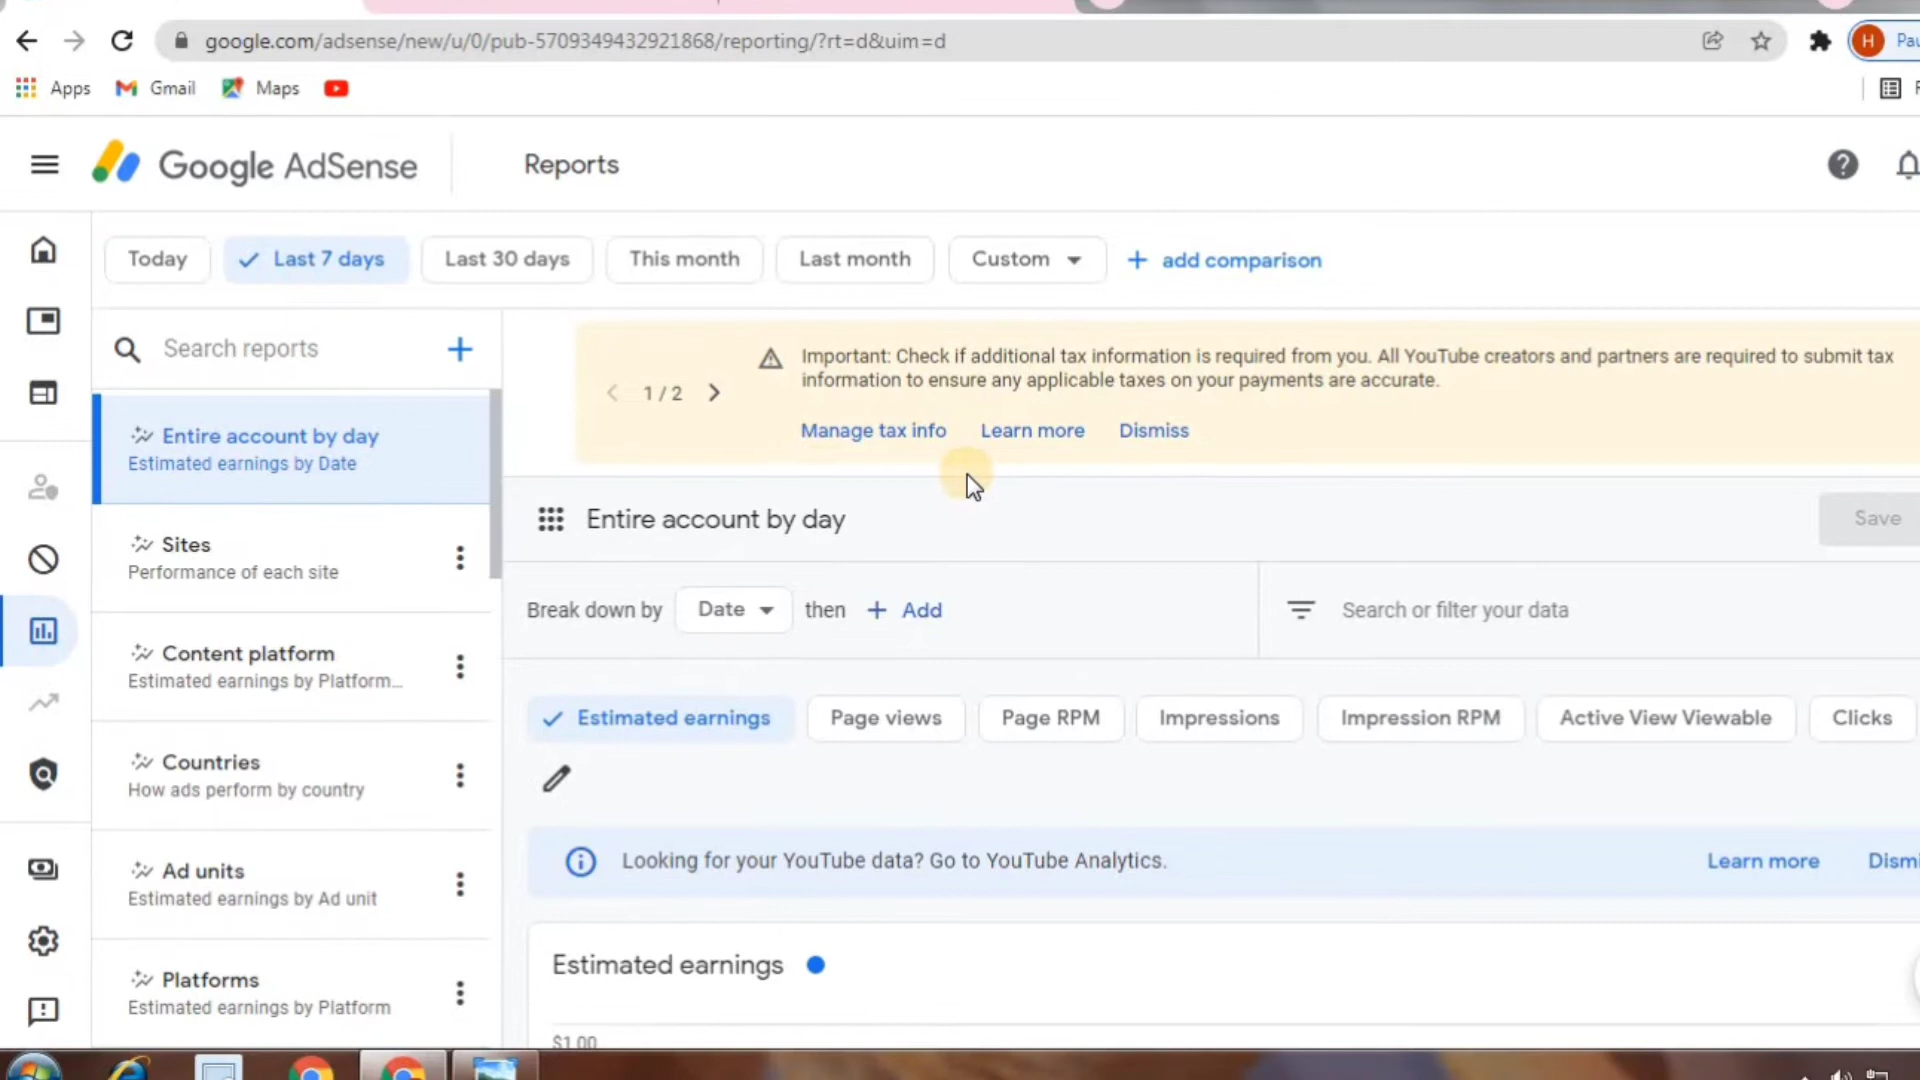 google.com/adsense/new/u/0/pub-5709349432921868/reporting/?rt=d&uim=d
H
Apps
Gmail
Maps
Google AdSense
Reports
Today
Last 7 days
Last 30 days
This month
Last month
Custom
+ add comparison
Search reports
1 / 2
Important: Check if additional tax information is required from you. All YouTube creators and partners are required to submit tax
information to ensure any applicable taxes on your payments are accurate.
Manage tax info
Learn more
Dismiss
Entire account by day
Estimated earnings by Date
Sites
Performance of each site
Content platform
Estimated earnings by Platform...
Countries
How ads perform by country
Ad units
Estimated earnings by Ad unit
Platforms
Estimated earnings by Platform
Entire account by day
Save
Break down by
Date
then
+ Add
Search or filter your data
Estimated earnings
Page views
Page RPM
Impressions
Impression RPM
Active View Viewable
Clicks
Looking for your YouTube data? Go to YouTube Analytics.
Learn more
Dismi
Estimated earnings
$1.00